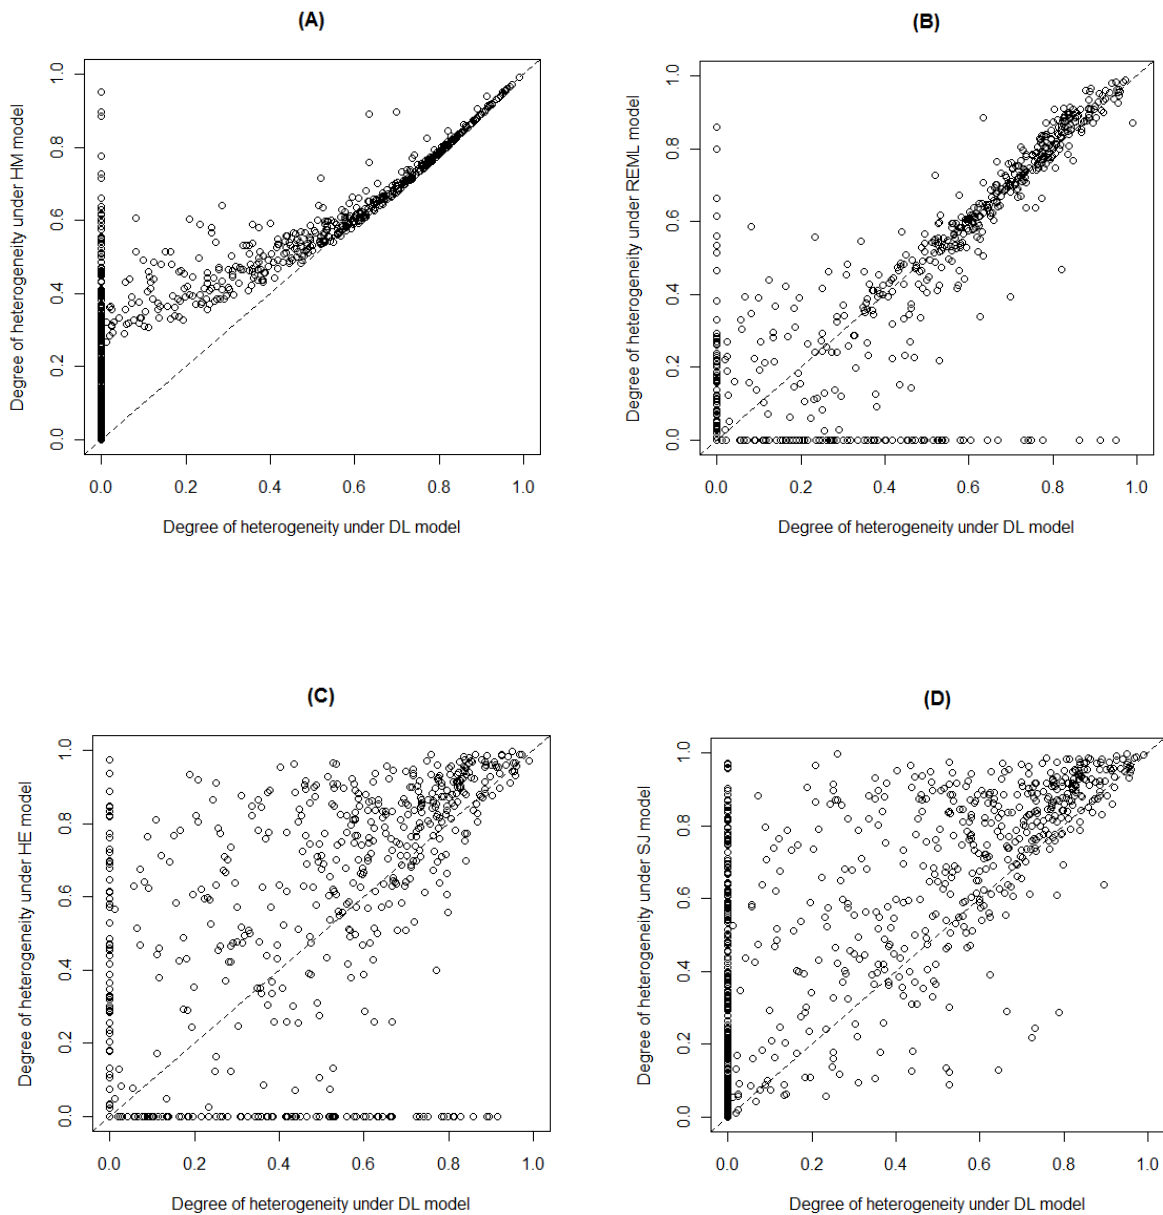 (A)
Degree of heterogeneity under HM model
1.0
0.8
0.6
0.4
0.2
0.0
0.0 0.2 0.4 0.6 0.8 1.0
Degree of heterogeneity under DL model
(B)
Degree of heterogeneity under REML model
1.0
0.8
0.6
0.4
0.2
0.0
0.0 0.2 0.4 0.6 0.8 1.0
Degree of heterogeneity under DL model
(C)
Degree of heterogeneity under HE model
1.0
0.8
0.6
0.4
0.2
0.0
0.0 0.2 0.4 0.6 0.8 1.0
Degree of heterogeneity under DL model
(D)
Degree of heterogeneity under SJ model
1.0
0.8
0.6
0.4
0.2
0.0
0.0 0.2 0.4 0.6 0.8 1.0
Degree of heterogeneity under DL model